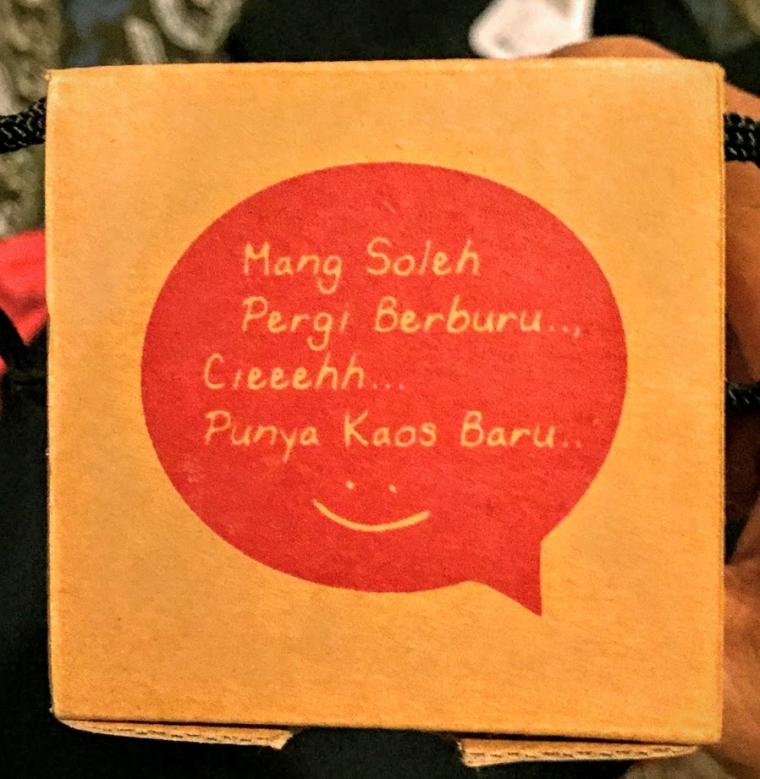 Mang Soleh
Pergi Berburu..,
Cieeehh...
Punya Kaos Baru..